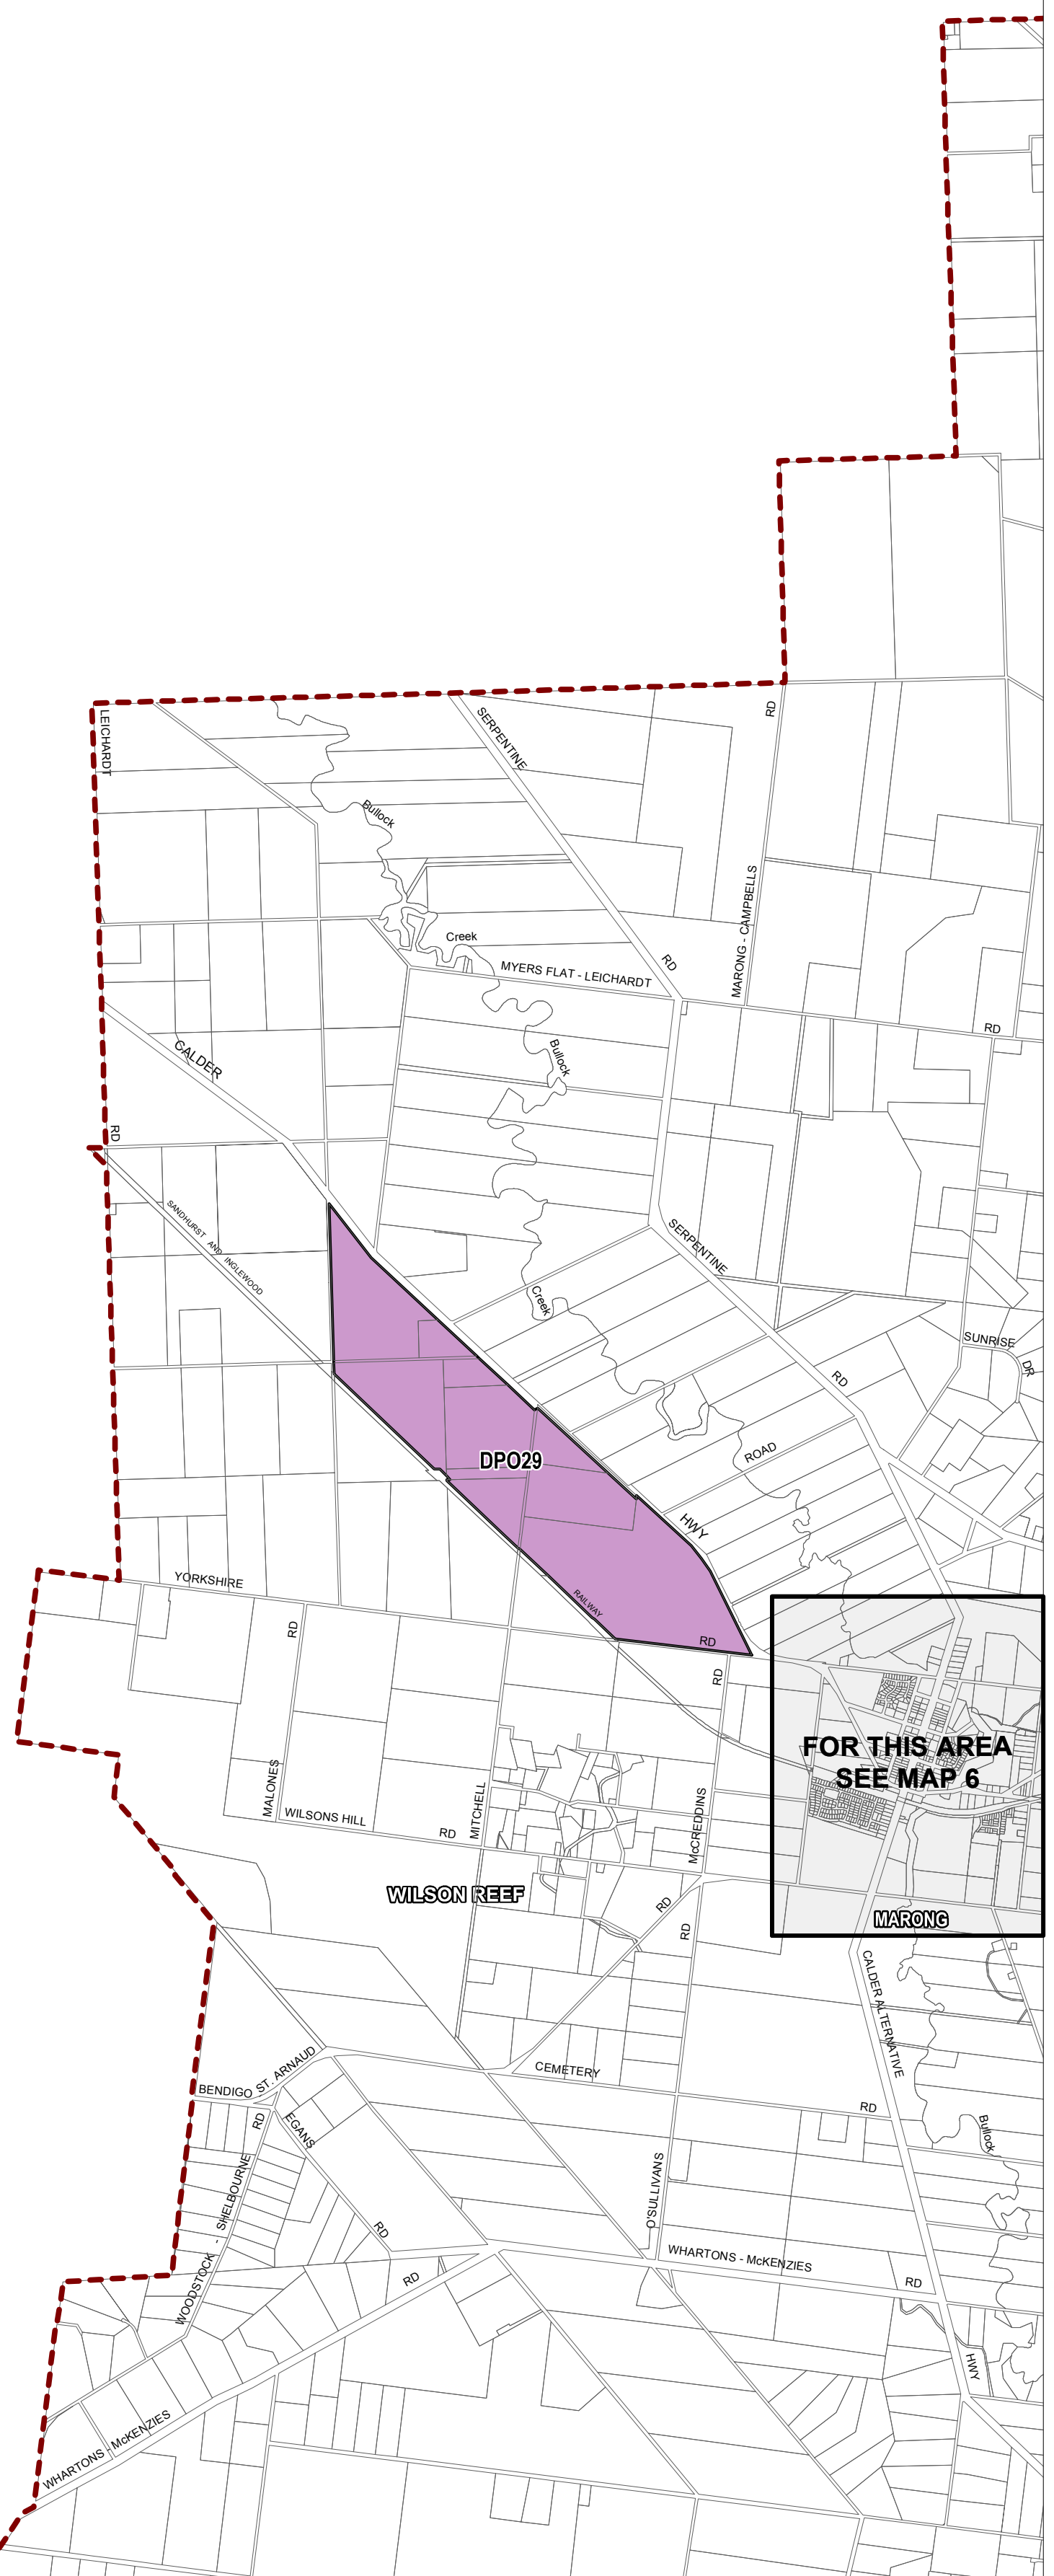 LEICHARDT
SERPENTINE
RD
Bullock
MARONG - CAMPBELLS
Creek
MYERS FLAT - LEICHARDT
RD
RD
CALDER
Bullock
RD
SANDHURST AND INGLEWOOD
SERPENTINE
Creek
SUNRISE
DR
RD
ROAD
DPO29
HWY
YORKSHIRE
RAILWAY
RD
RD
RD
FOR THIS AREA
SEE MAP 6
MALONES
MITCHELL
McCREDDINS
WILSONS HILL
RD
WILSON REEF
RD
RD
MARONG
CALDER ALTERNATIVE
ST. ARNAUD
BENDIGO
CEMETERY
RD
RD
EGANS
Bullock
WOODSTOCK - SHELBOURNE
O'SULLIVANS
RD
WHARTONS - McKENZIES
RD
RD
HWY
WHARTONS - McKENZIES